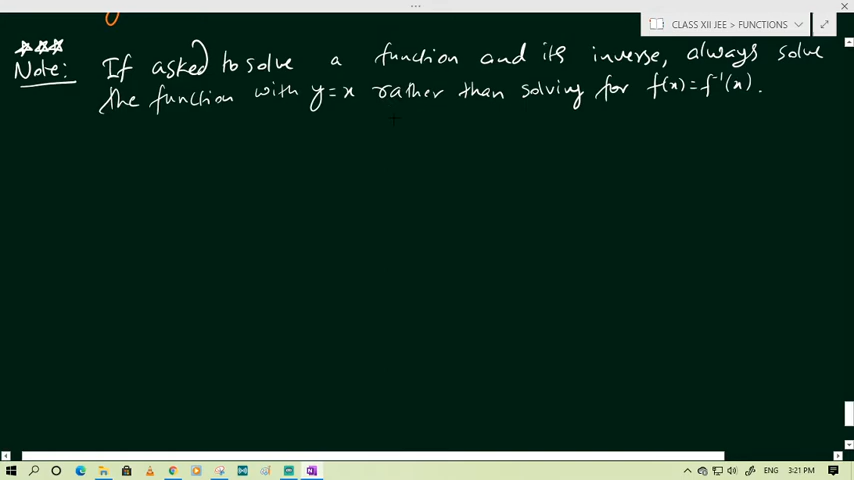 CLASS XII JEE > FUNCTIONS
Note: If asked to solve a function and its inverse, always solve
the function with y=x rather than solving for f(x)=f⁻¹(x).
ENG 3:21 PM